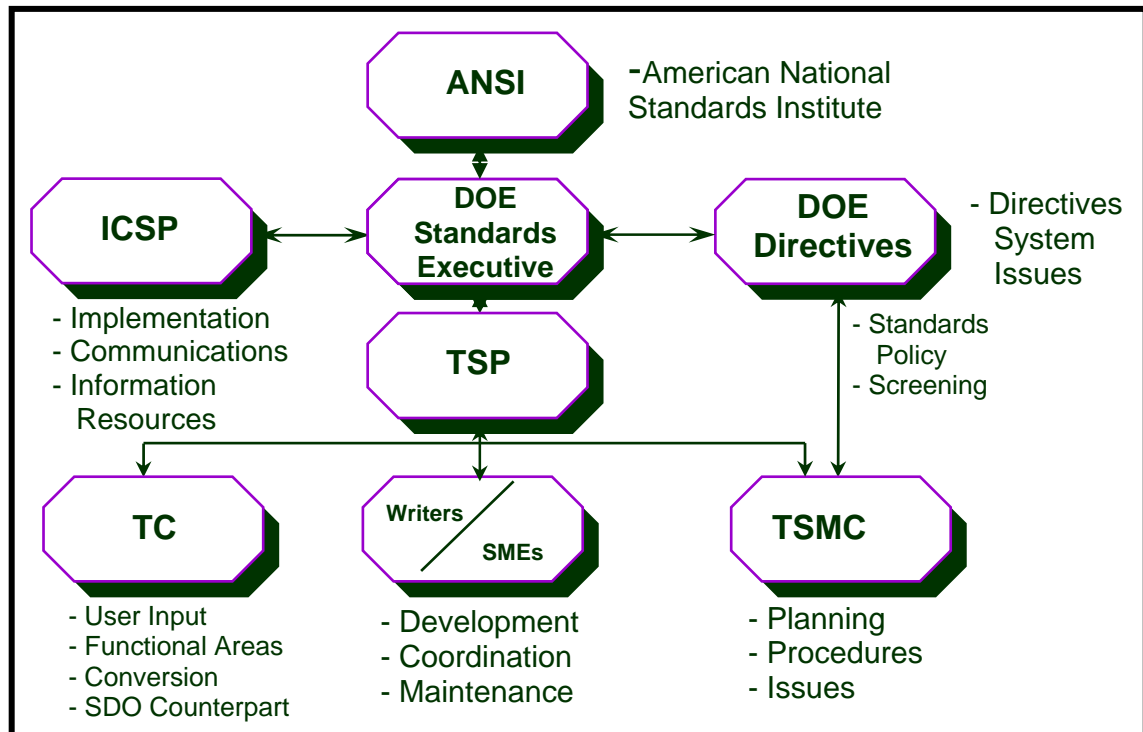 ANSI
-American National
Standards Institute
ICSP
DOE
Standards
Executive
DOE
Directives
- Directives
System
Issues
- Implementation
- Communications
- Information
Resources
TSP
- Standards
Policy
- Screening
TC
Writers
SMEs
TSMC
- User Input
- Functional Areas
- Conversion
- SDO Counterpart
- Development
- Coordination
- Maintenance
- Planning
- Procedures
- Issues